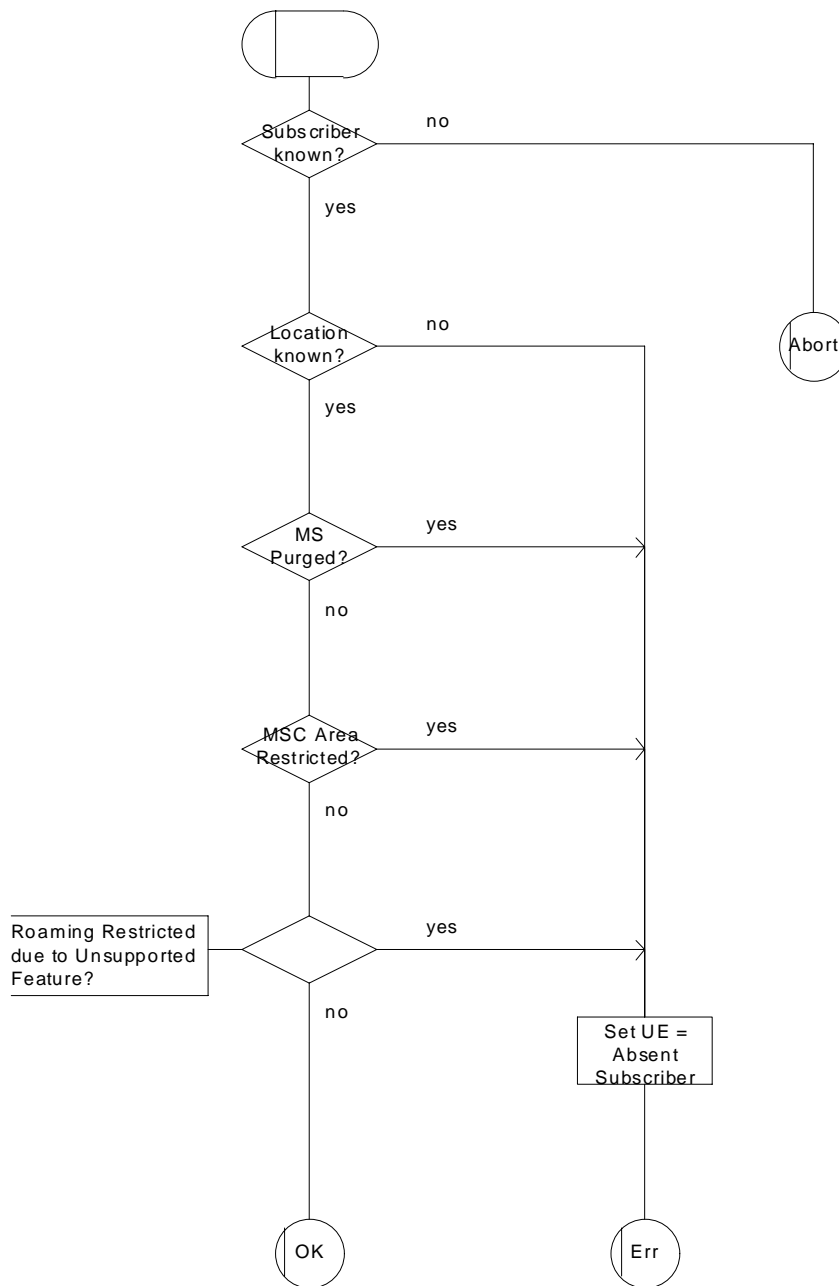 Subscriber
known?
no
yes
Location
known?
no
yes
Abort
MS
Purged?
yes
no
MSC Area
Restricted?
yes
no
Roaming Restricted
due to Unsupported
Feature?
yes
no
Set UE =
Absent
Subscriber
OK
Err